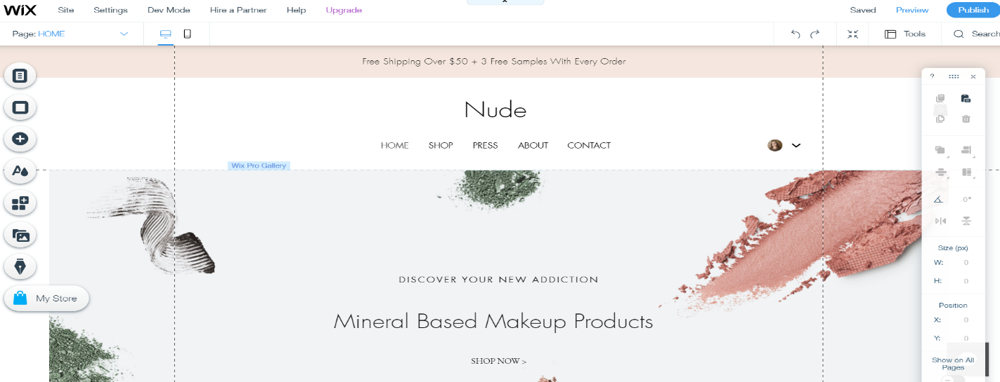 WiX Site Settings Dev Mode Hire a Partner Help Upgrade Saved Preview Publish
Page: HOME Tools Search
Free Shipping Over $50 + 3 Free Samples With Every Order
?
Nude
HOME SHOP PRESS ABOUT CONTACT
Wix Pro Gallery
0°
Size (px)
W: 0
DISCOVER YOUR NEW ADDICTION
H: 0
My Store
Position
Mineral Based Makeup Products
X: 0
Y: 0
SHOP NOW >
Show on All
Pages